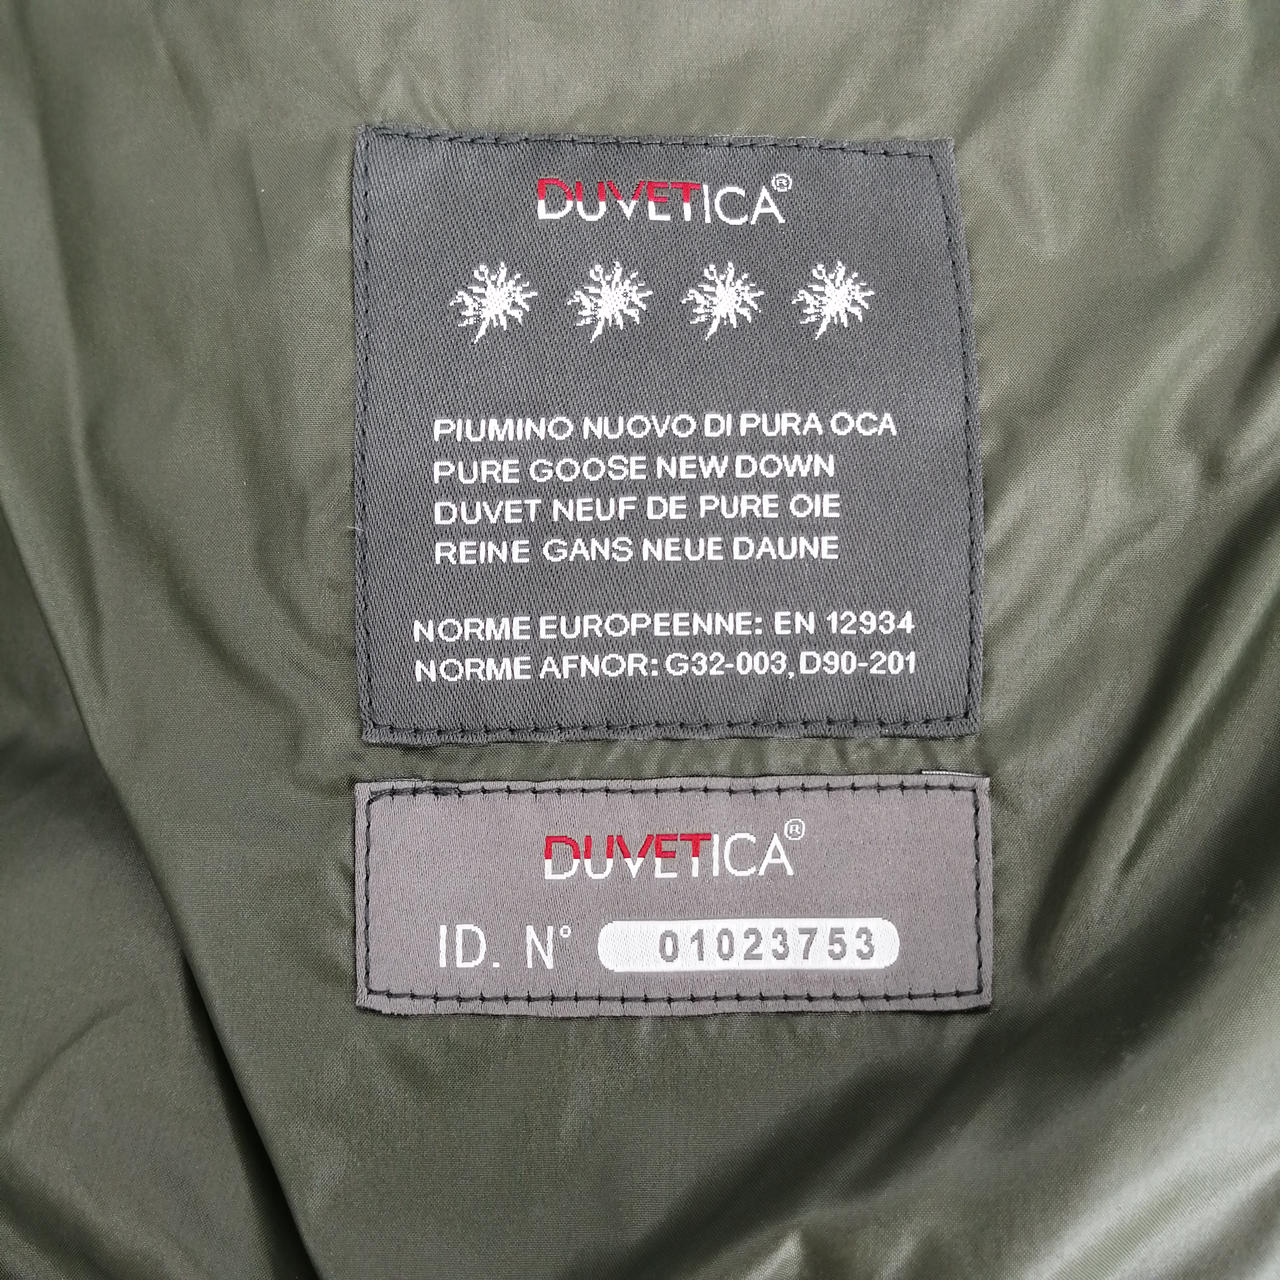 DUVETICA®
PIUMINO NUOVO DI PURA OCA
PURE GOOSE NEW DOWN
DUVET NEUF DE PURE OIE
REINE GANS NEUE DAUNE
NORME EUROPEENNE: EN 12934
NORME AFNOR: G32-003, D90-201
DUVETICA®
ID. N° 01023753